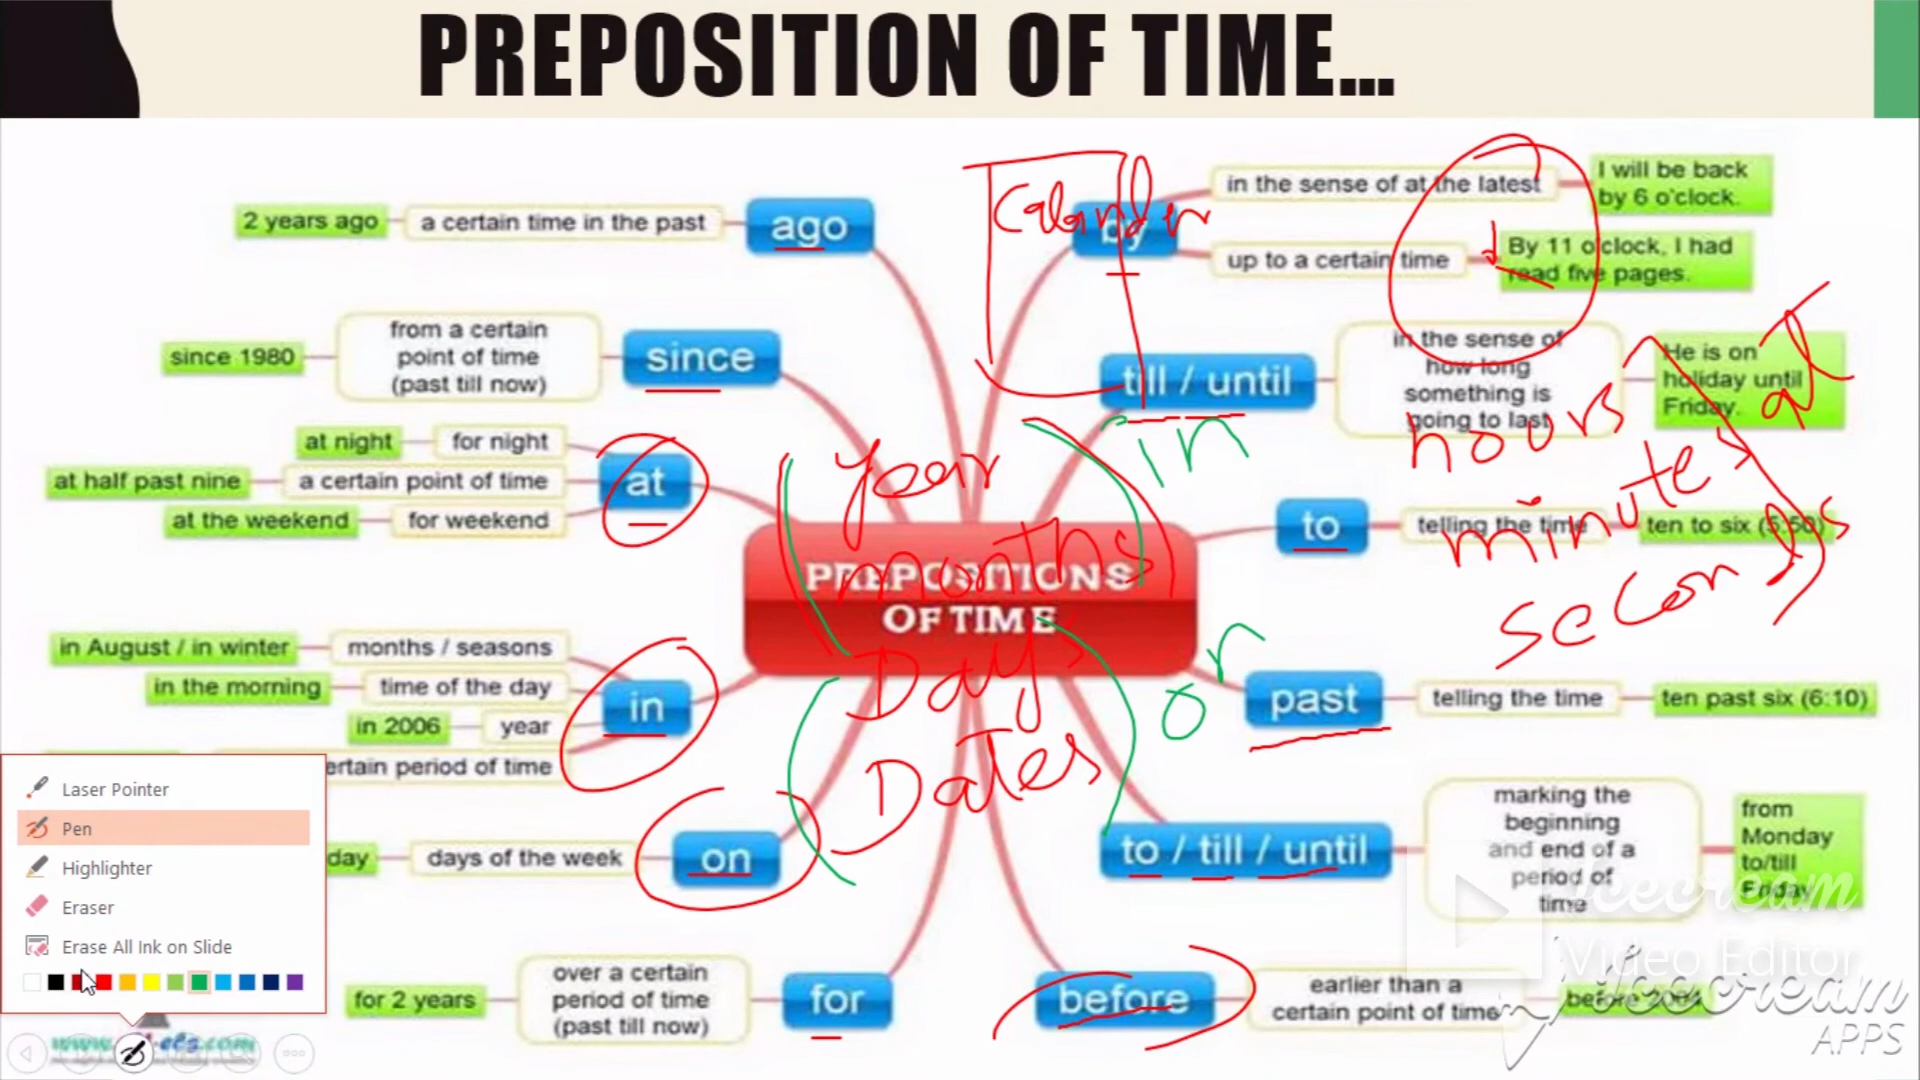 PREPOSITION OF TIME...
2 years ago
a certain time in the past
ago
since 1980
from a certain
point of time
(past till now)
since
at night
for night
at half past nine
a certain point of time
at the weekend
for weekend
at
in August / in winter
months / seasons
in the morning
time of the day
in 2006
year
ertain period of time
in
day
days of the week
on
for 2 years
over a certain
period of time
(past till now)
for
PREPOSITIONS
OF TIME
by
in the sense of at the latest
I will be back
by 6 o'clock.
up to a certain time
By 11 o'clock, I had
read five pages.
till / until
in the sense of
how long
something is
going to last
He is on
holiday until
Friday.
to
telling the time
ten to six (5:50)
past
telling the time
ten past six (6:10)
to / till / until
marking the
beginning
and end of a
period of
time
from
Monday
to/till
Friday
before
earlier than a
certain point of time
before 2004
Calander
Year
months
Days
Dates
in
or
hours
minutes
seconds
at
Laser Pointer
Pen
Highlighter
Eraser
Erase All Ink on Slide
Icecream
Video Editor
Icecream
APPS